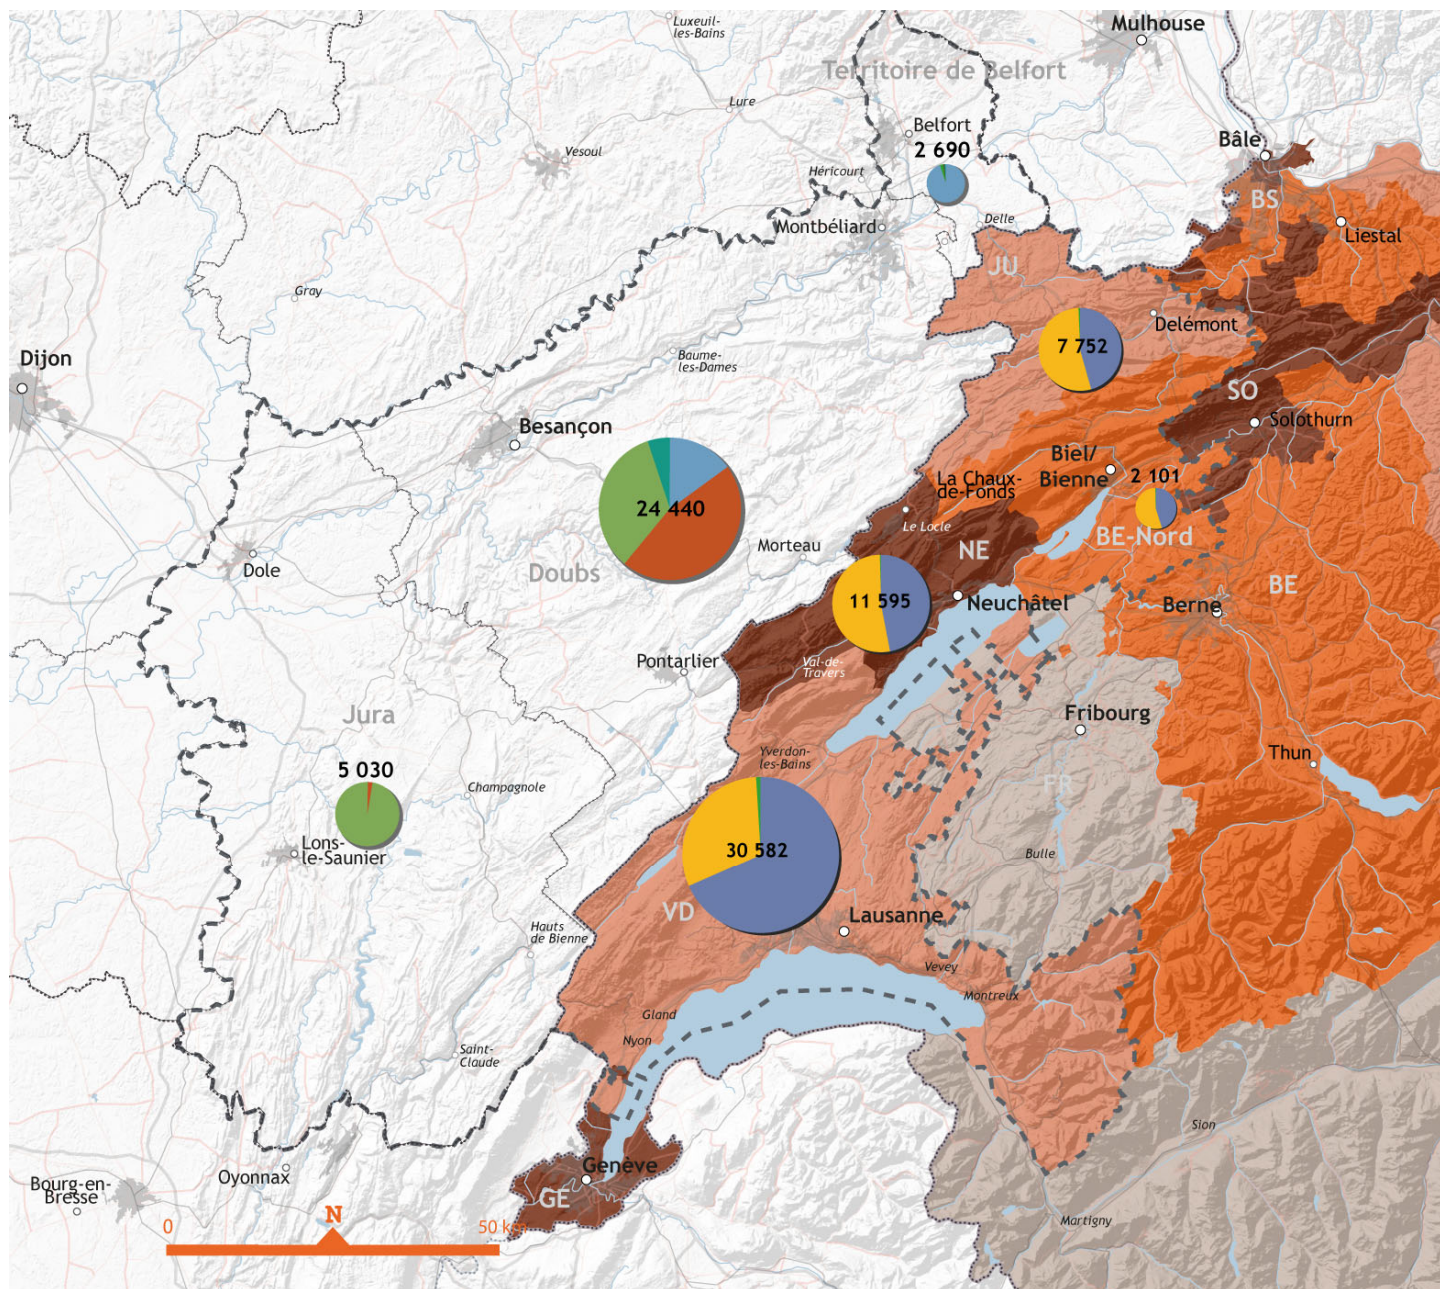 Luxeuil-
les-Bains
Mulhouse
Territoire de Belfort
Lure
Belfort
2 690
Bâle
Vesoul
Héricourt
BS
Delle
Montbéliard
Liestal
JU
Gray
Delémont
7 752
Dijon
Baume-
les-Dames
SO
Solothurn
Besançon
Biel/
Bienne
2 101
La Chaux-
de-Fonds
24 440
Le Locle
BE-Nord
Morteau
NE
Doubs
Dole
BE
11 595
Neuchâtel
Berne
Pontarlier
Val-de-
Travers
Jura
Fribourg
Yverdon-
les-Bains
Thun
5 030
Champagnole
FR
Lons-
le-Saunier
30 582
Bulle
VD
Lausanne
Hauts
de Bienne
Vevey
Montreux
Gland
Nyon
Saint-
Claude
Sion
Genève
Oyonnax
Bourg-en-
Bresse
GE
Martigny
0
N
50 km